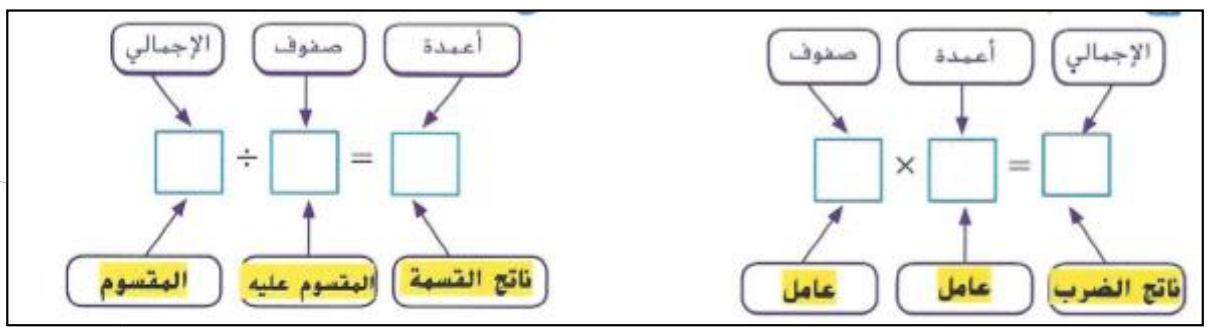 صفوف أعمدة الإجمالي
× =
عامل عامل ناتج الضرب
الإجمالي صفوف أعمدة
÷ =
المقسوم المقسوم عليه ناتج القسمة